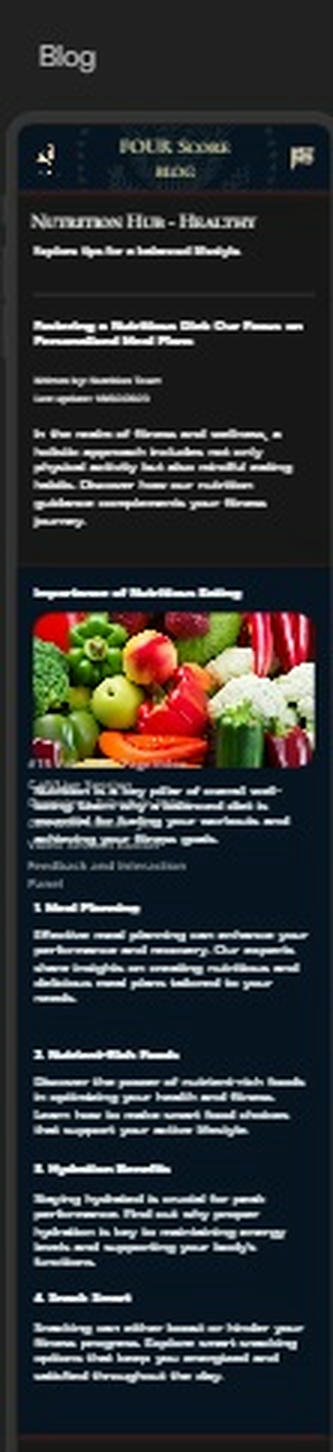 Blog
FOUR SCORE
BLOG
NUTRITION HUB - HEALTHY
Explore tips for a balanced lifestyle.
a Nutritious Diet: Our Focus on
Personalized Meal Plans
Written by: Nutrition Team
Last update:
In the realm of fitness and wellness, a
holistic approach includes not only
physical activity but also mindful eating
habits. Discover how our nutrition
guidance complements your fitness
journey.
Importance of Nutritious Eating
Nutrition is a key pillar of overall well-
being. Learn why a balanced diet is
essential for fueling your workouts and
achieving your fitness goals.
Feedback and Interaction
Panel
1. Meal Planning
Effective meal planning can enhance your
performance and recovery. Our experts
share insights on creating nutritious and
delicious meal plans tailored to your
needs.
2. Nutrient-Rich Foods
Discover the power of nutrient-rich foods
in optimizing your health and fitness.
Learn how to make smart food choices
that support your active lifestyle.
3. Hydration Benefits
Staying hydrated is crucial for peak
performance. Find out why proper
hydration is key to maintaining energy
levels and supporting your body's
functions.
4. Snack Smart
Snacking can either boost or hinder your
fitness progress. Explore smart snacking
options that keep you energized and
satisfied throughout the day.